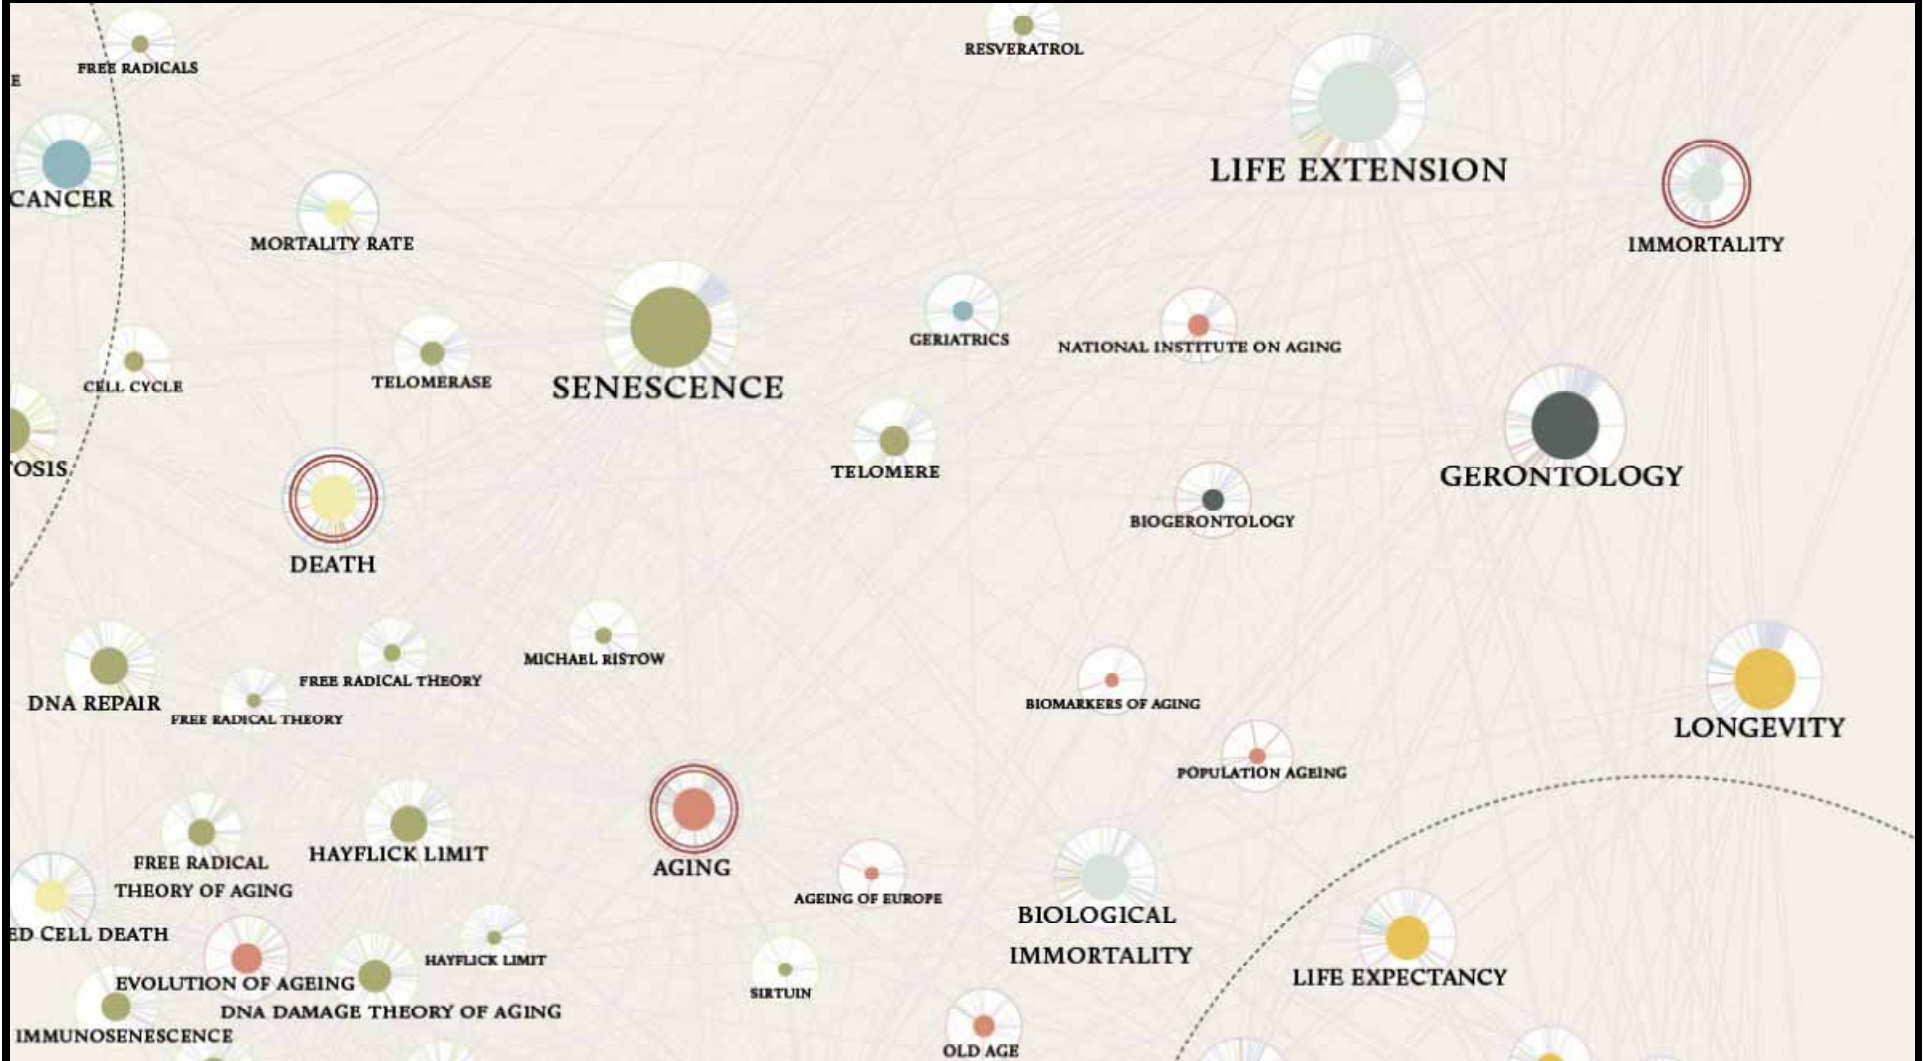 RESVERATROL
FREE RADICALS
E
LIFE EXTENSION
CANCER
MORTALITY RATE
IMMORTALITY
GERIATRICS
NATIONAL INSTITUTE ON AGING
CELL CYCLE
TELOMERASE
SENESCENCE
TOSIS
TELOMERE
GERONTOLOGY
BIOGERONTOLOGY
DEATH
MICHAEL RISTOW
FREE RADICAL THEORY
DNA REPAIR
FREE RADICAL THEORY
BIOMARKERS OF AGING
LONGEVITY
POPULATION AGEING
HAYFLICK LIMIT
FREE RADICAL
THEORY OF AGING
AGING
AGEING OF EUROPE
BIOLOGICAL
IMMORTALITY
ED CELL DEATH
HAYFLICK LIMIT
LIFE EXPECTANCY
EVOLUTION OF AGEING
SIRTUIN
DNA DAMAGE THEORY OF AGING
IMMUNOSENESCENCE
OLD AGE